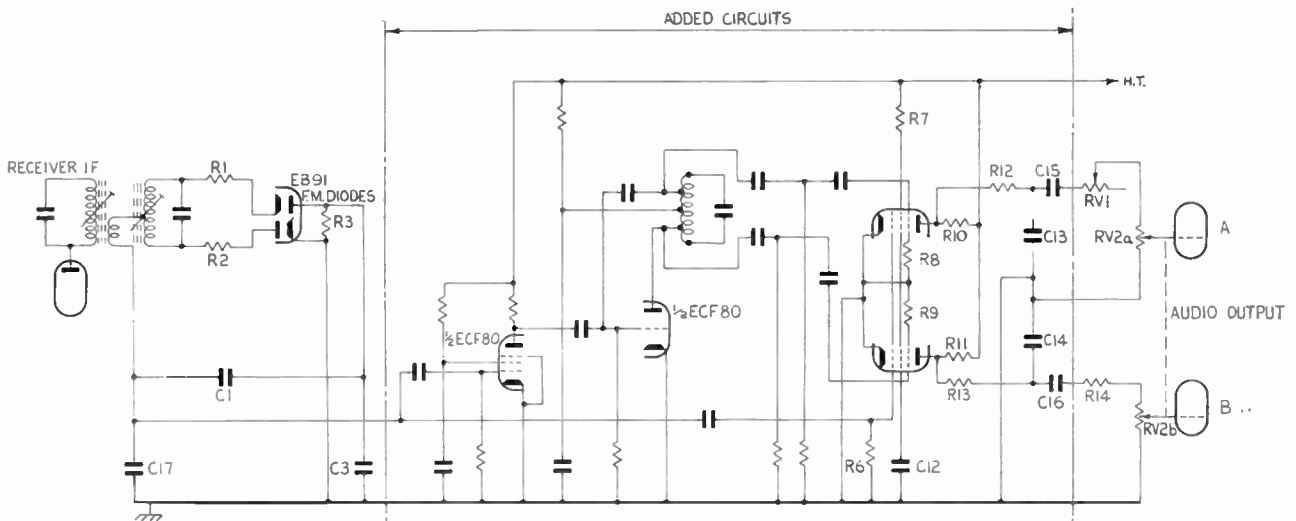 ADDED CIRCUITS
H.T.
RECEIVER IF
R1
EB91
F.M. DIODES
R3
R2
R7
R12
C15
RV1
R10
C13
RV2a
A
R8
½ECF80
½ECF80
R9
AUDIO OUTPUT
R11
C14
R13
C16
R14
B ..
RV2b
C1
C17
C3
R6
C12